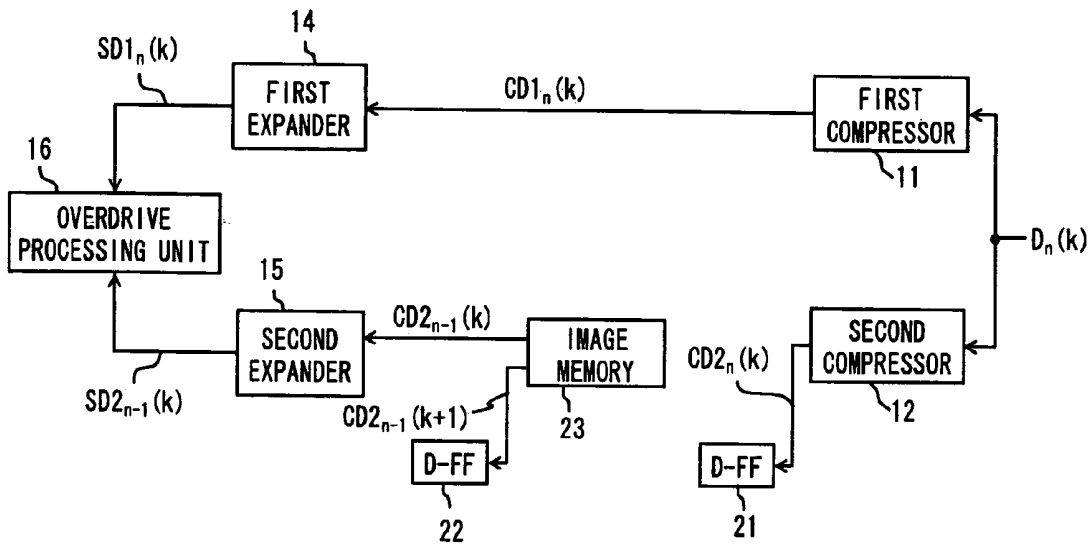 14
SD1n(k)
FIRST
EXPANDER
CD1n(k)
FIRST
COMPRESSOR
11
16
OVERDRIVE
PROCESSING UNIT
Dn(k)
15
SECOND
EXPANDER
CD2n-1(k)
IMAGE
MEMORY
23
CD2n(k)
SECOND
COMPRESSOR
12
SD2n-1(k)
CD2n-1(k+1)
D-FF
22
D-FF
21